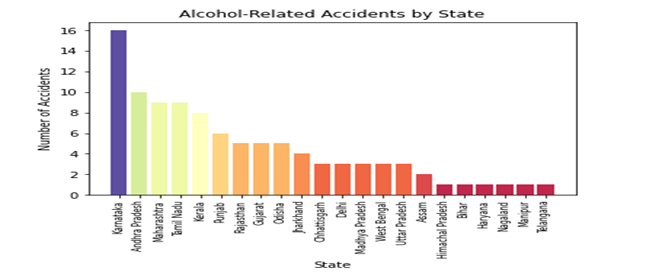 Alcohol-Related Accidents by State
Number of Accidents
16
14
12
10
8
6
4
2
0
Karnataka
Andhra Pradesh
Maharashtra
Tamil Nadu
Kerala
Punjab
Rajasthan
Gujarat
Odisha
Jharkhand
Chhattisgarh
Delhi
Madhya Pradesh
West Bengal
Uttar Pradesh
Assam
Himachal Pradesh
Bihar
Haryana
Nagaland
Manipur
Telangana
State